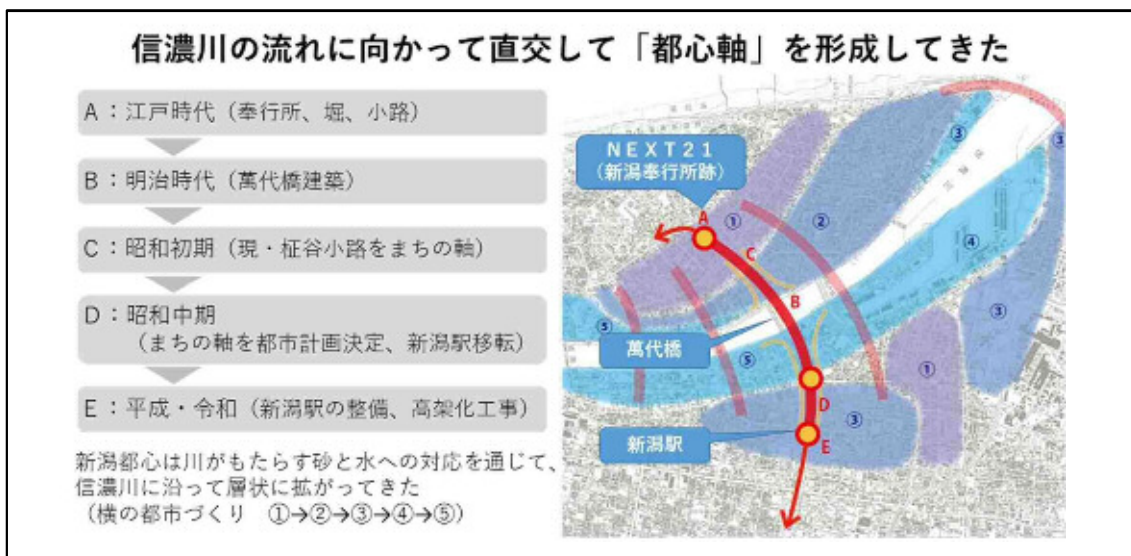 信濃川の流れに向かって直交して「都心軸」を形成してきた
A：江戸時代（奉行所、堀、小路）
B：明治時代（萬代橋建築）
C：昭和初期（現・柾谷小路をまちの軸）
D：昭和中期
（まちの軸を都市計画決定、新潟駅移転）
E：平成・令和（新潟駅の整備、高架化工事）
新潟都心は川がもたらす砂と水への対応を通じて、
信濃川に沿って層状に拡がってきた
（横の都市づくり　①→②→③→④→⑤）
NEXT21
（新潟奉行所跡）
A
①
②
③
③
C
④
B
⑤
萬代橋
⑤
③
①
D
③
新潟駅
E